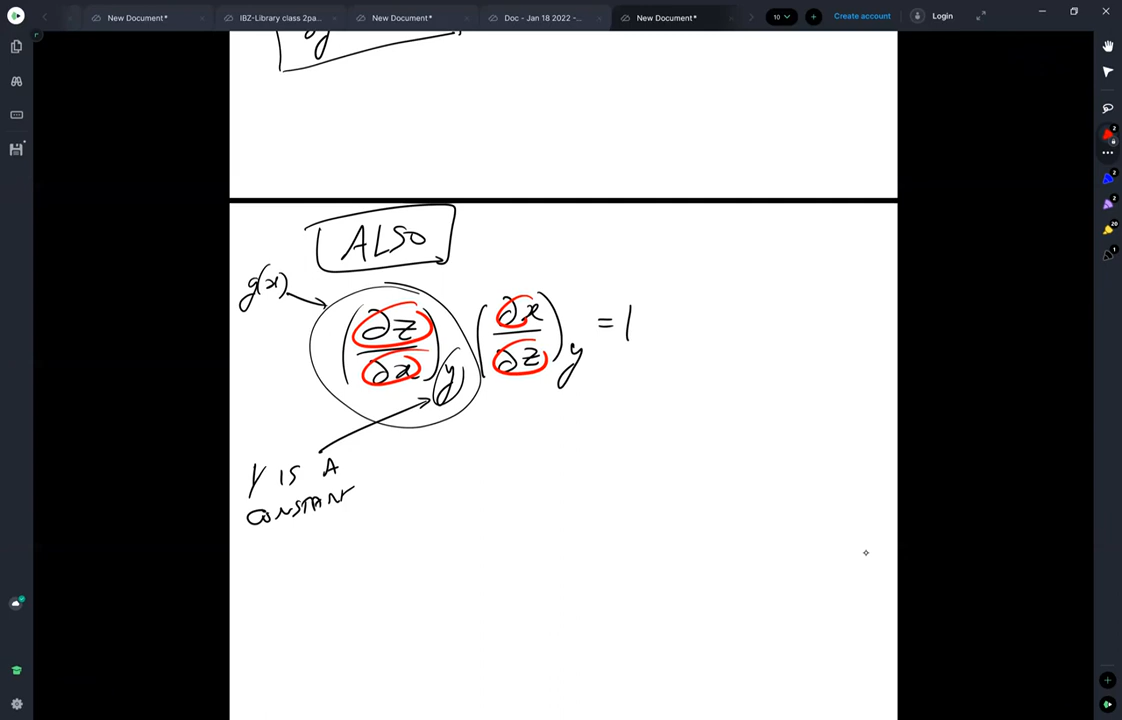 New Document*
IBZ-Library class 2pa...
New Document*
Doc - Jan 18 2022 -...
New Document*
10
Create account
Login
y
ALSO
g(x)
(∂z/∂x)y (∂x/∂z)y = 1
Y IS A
CONSTANT